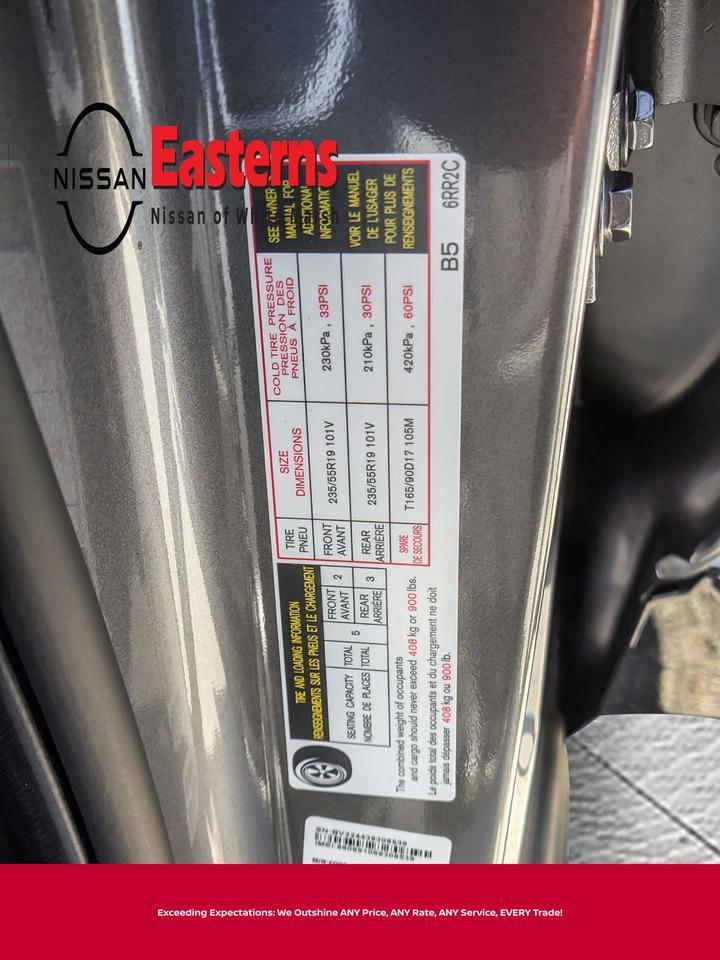 NISSAN
Easterns
Nissan of
TIRE AND LOADING INFORMATION
RENSEIGNEMENTS SUR LES PNEUS ET LE CHARGEMENT
SEATING CAPACITY
NOMBRE DE PLACES
TOTAL
TOTAL
5
FRONT
AVANT
2
REAR
ARRIÈRE
3
The combined weight of occupants
and cargo should never exceed 408 kg or 900 lbs.
Le poids total des occupants et du chargement ne doit
jamais dépasser 408 kg ou 900 lb.
TIRE
PNEU
SIZE
DIMENSIONS
COLD TIRE PRESSURE
PRESSION DES
PNEUS À FROID
SEE OWNER
MANUAL FOR
ADDITIONAL
FRONT
AVANT
235/55R19 101V
230kPa , 33PSI
REAR
ARRIÈRE
235/55R19 101V
210kPa , 30PSI
VOIR LE MANUEL
DE L'USAGER
POUR PLUS DE
RENSEIGNEMENTS
SPARE
DE SECOURS
T165/90D17 105M
420kPa , 60PSI
B5 6RR2C
Exceeding Expectations: We Outshine ANY Price, ANY Rate, ANY Service, EVERY Trade!